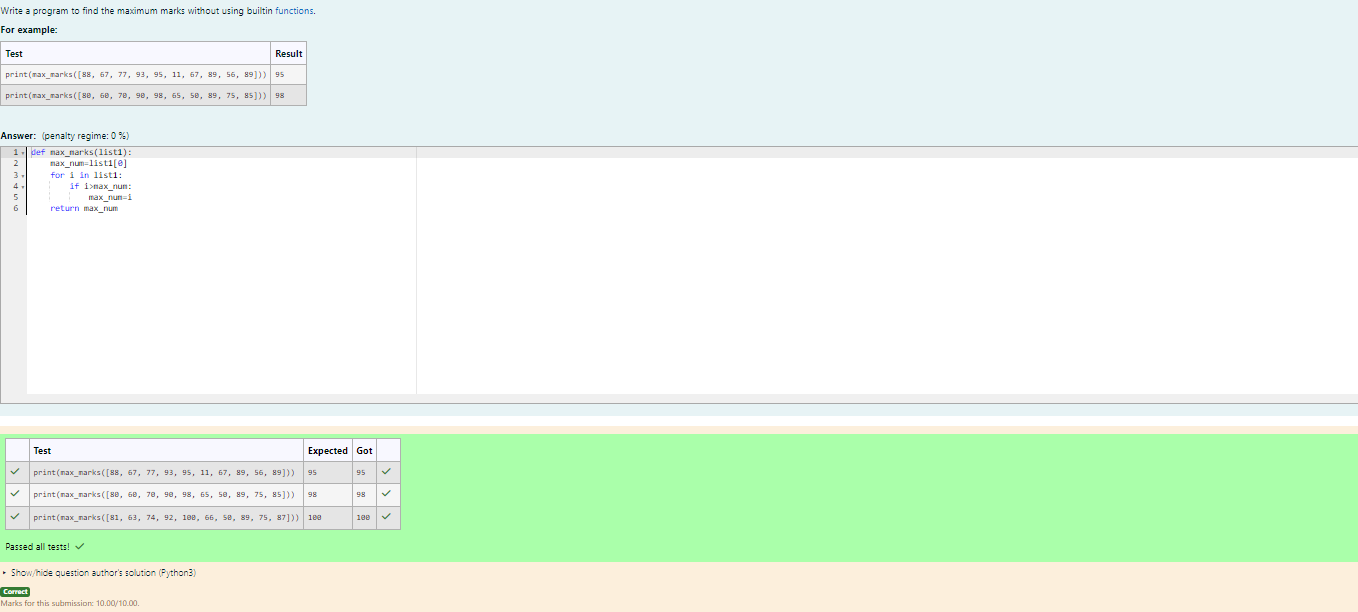 Write a program to find the maximum marks without using builtin functions.
For example:
Test Result
print(max_marks([88, 67, 77, 93, 95, 11, 67, 89, 56, 89])) 95
print(max_marks([80, 60, 70, 90, 98, 65, 50, 89, 75, 85])) 98
Answer: (penalty regime: 0 %)
1 def max_marks(list1):
2 max_num=list1[0]
3 for i in list1:
4 if i>max_num:
5 max_num=i
6 return max_num
Test Expected Got
print(max_marks([88, 67, 77, 93, 95, 11, 67, 89, 56, 89])) 95 95
print(max_marks([80, 60, 70, 90, 98, 65, 50, 89, 75, 85])) 98 98
print(max_marks([81, 63, 74, 92, 100, 66, 50, 89, 75, 87])) 100 100
Passed all tests!
Show/hide question author's solution (Python3)
Correct
Marks for this submission: 10.00/10.00.